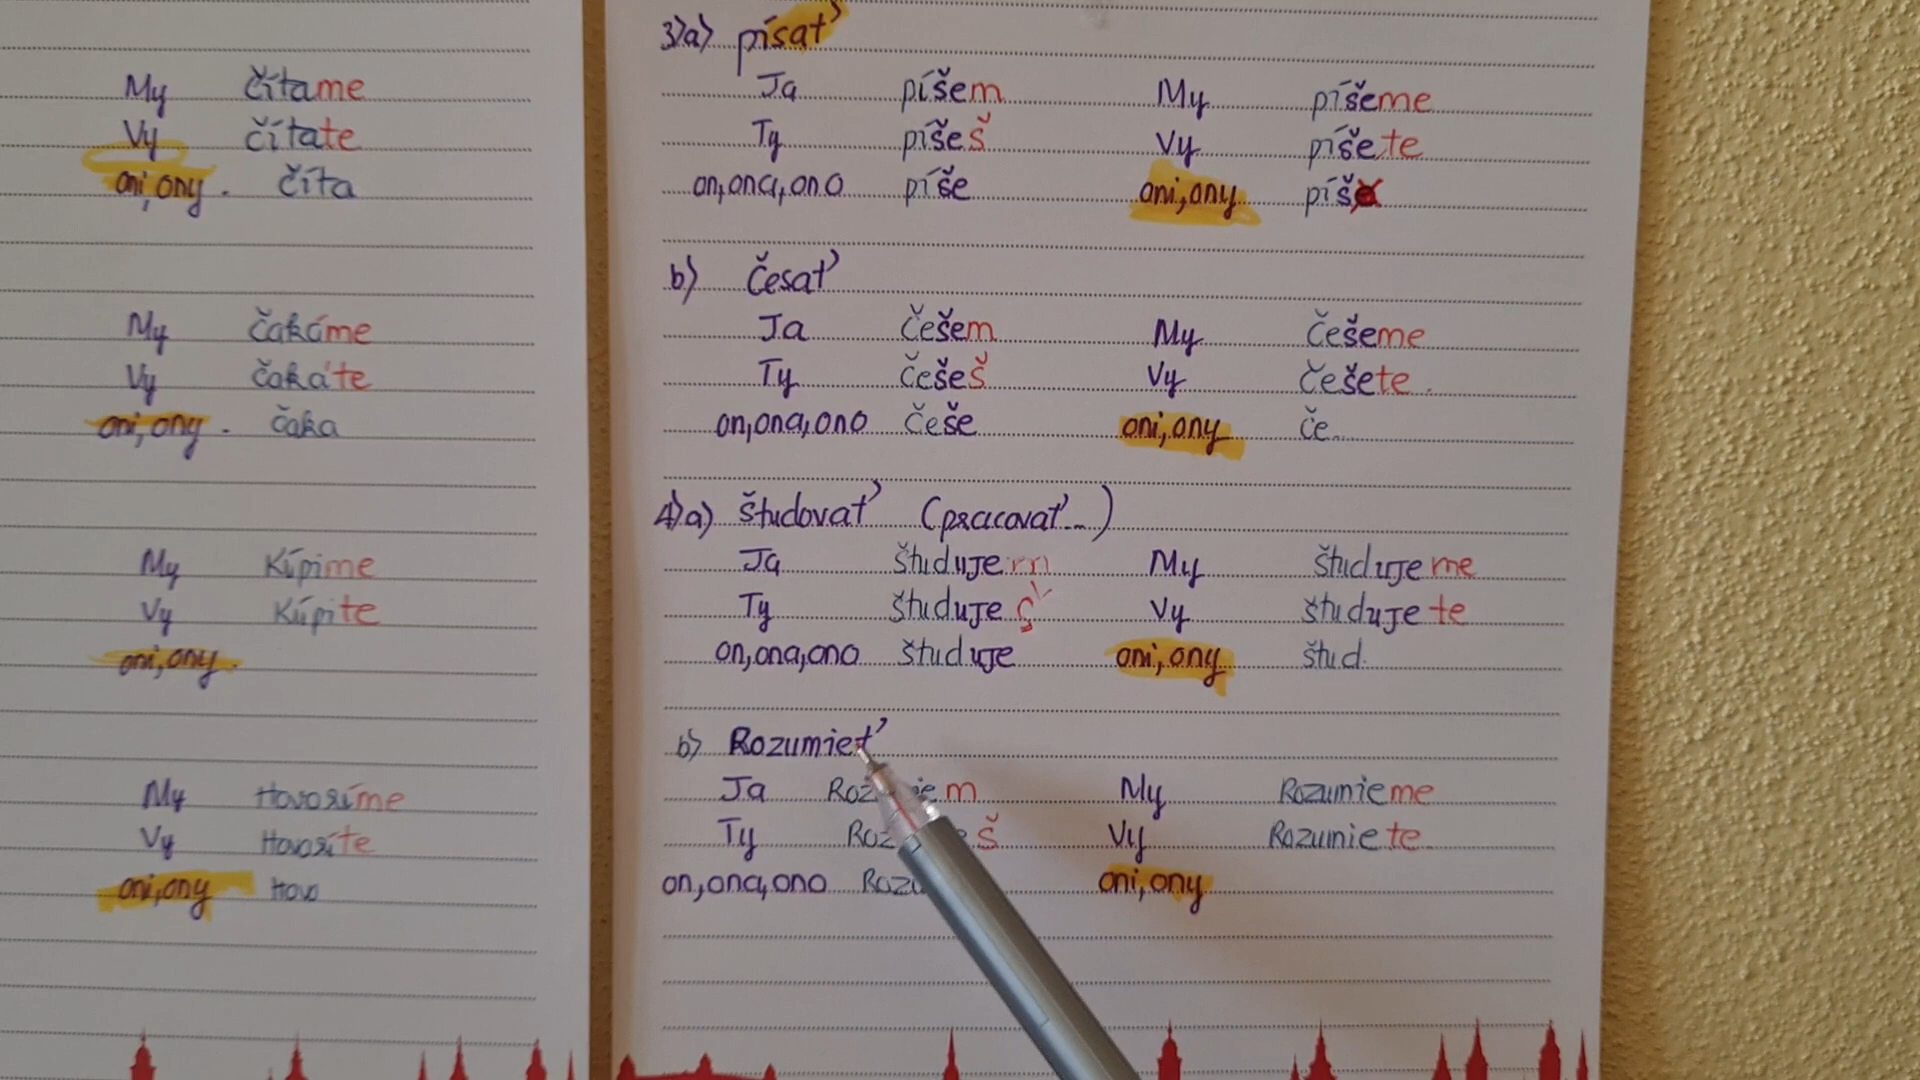 My čítame
Vy čítate
oni, ony. číta
My čakáme
Vy čakáte
oni, ony. čaka
My Kúpime
Vy Kúpite
oni, ony.
My Hovoríme
Vy Hovoríte
oni, ony Hovo
3)a) písať
Ja píšem My píšeme
Ty píšeš Vy píšete
on, ona, ono píše oni, ony píš
b) Česať
Ja Češem My Češeme
Ty Češeš Vy češete.
on, ona, ono Češe oni, ony če..
4)a) študovať (pracovať...)
Ja študujem My študujeme
Ty študuješ Vy študujete
on, ona, ono študuje oni, ony štud.
b) Rozumieť
Ja My Rozumieme
Ty Vy Rozumiete.
on, ona, ono oni, ony